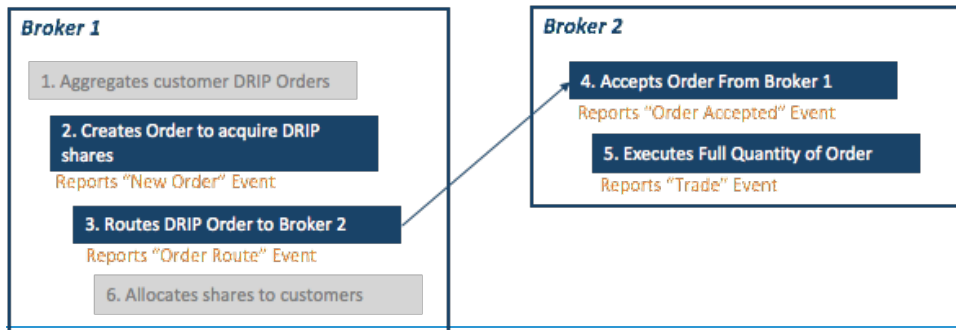 Broker 1
1. Aggregates customer DRIP Orders
2. Creates Order to acquire DRIP
shares
Reports "New Order" Event
3. Routes DRIP Order to Broker 2
Reports "Order Route" Event
6. Allocates shares to customers
Broker 2
4. Accepts Order From Broker 1
Reports "Order Accepted" Event
5. Executes Full Quantity of Order
Reports "Trade" Event